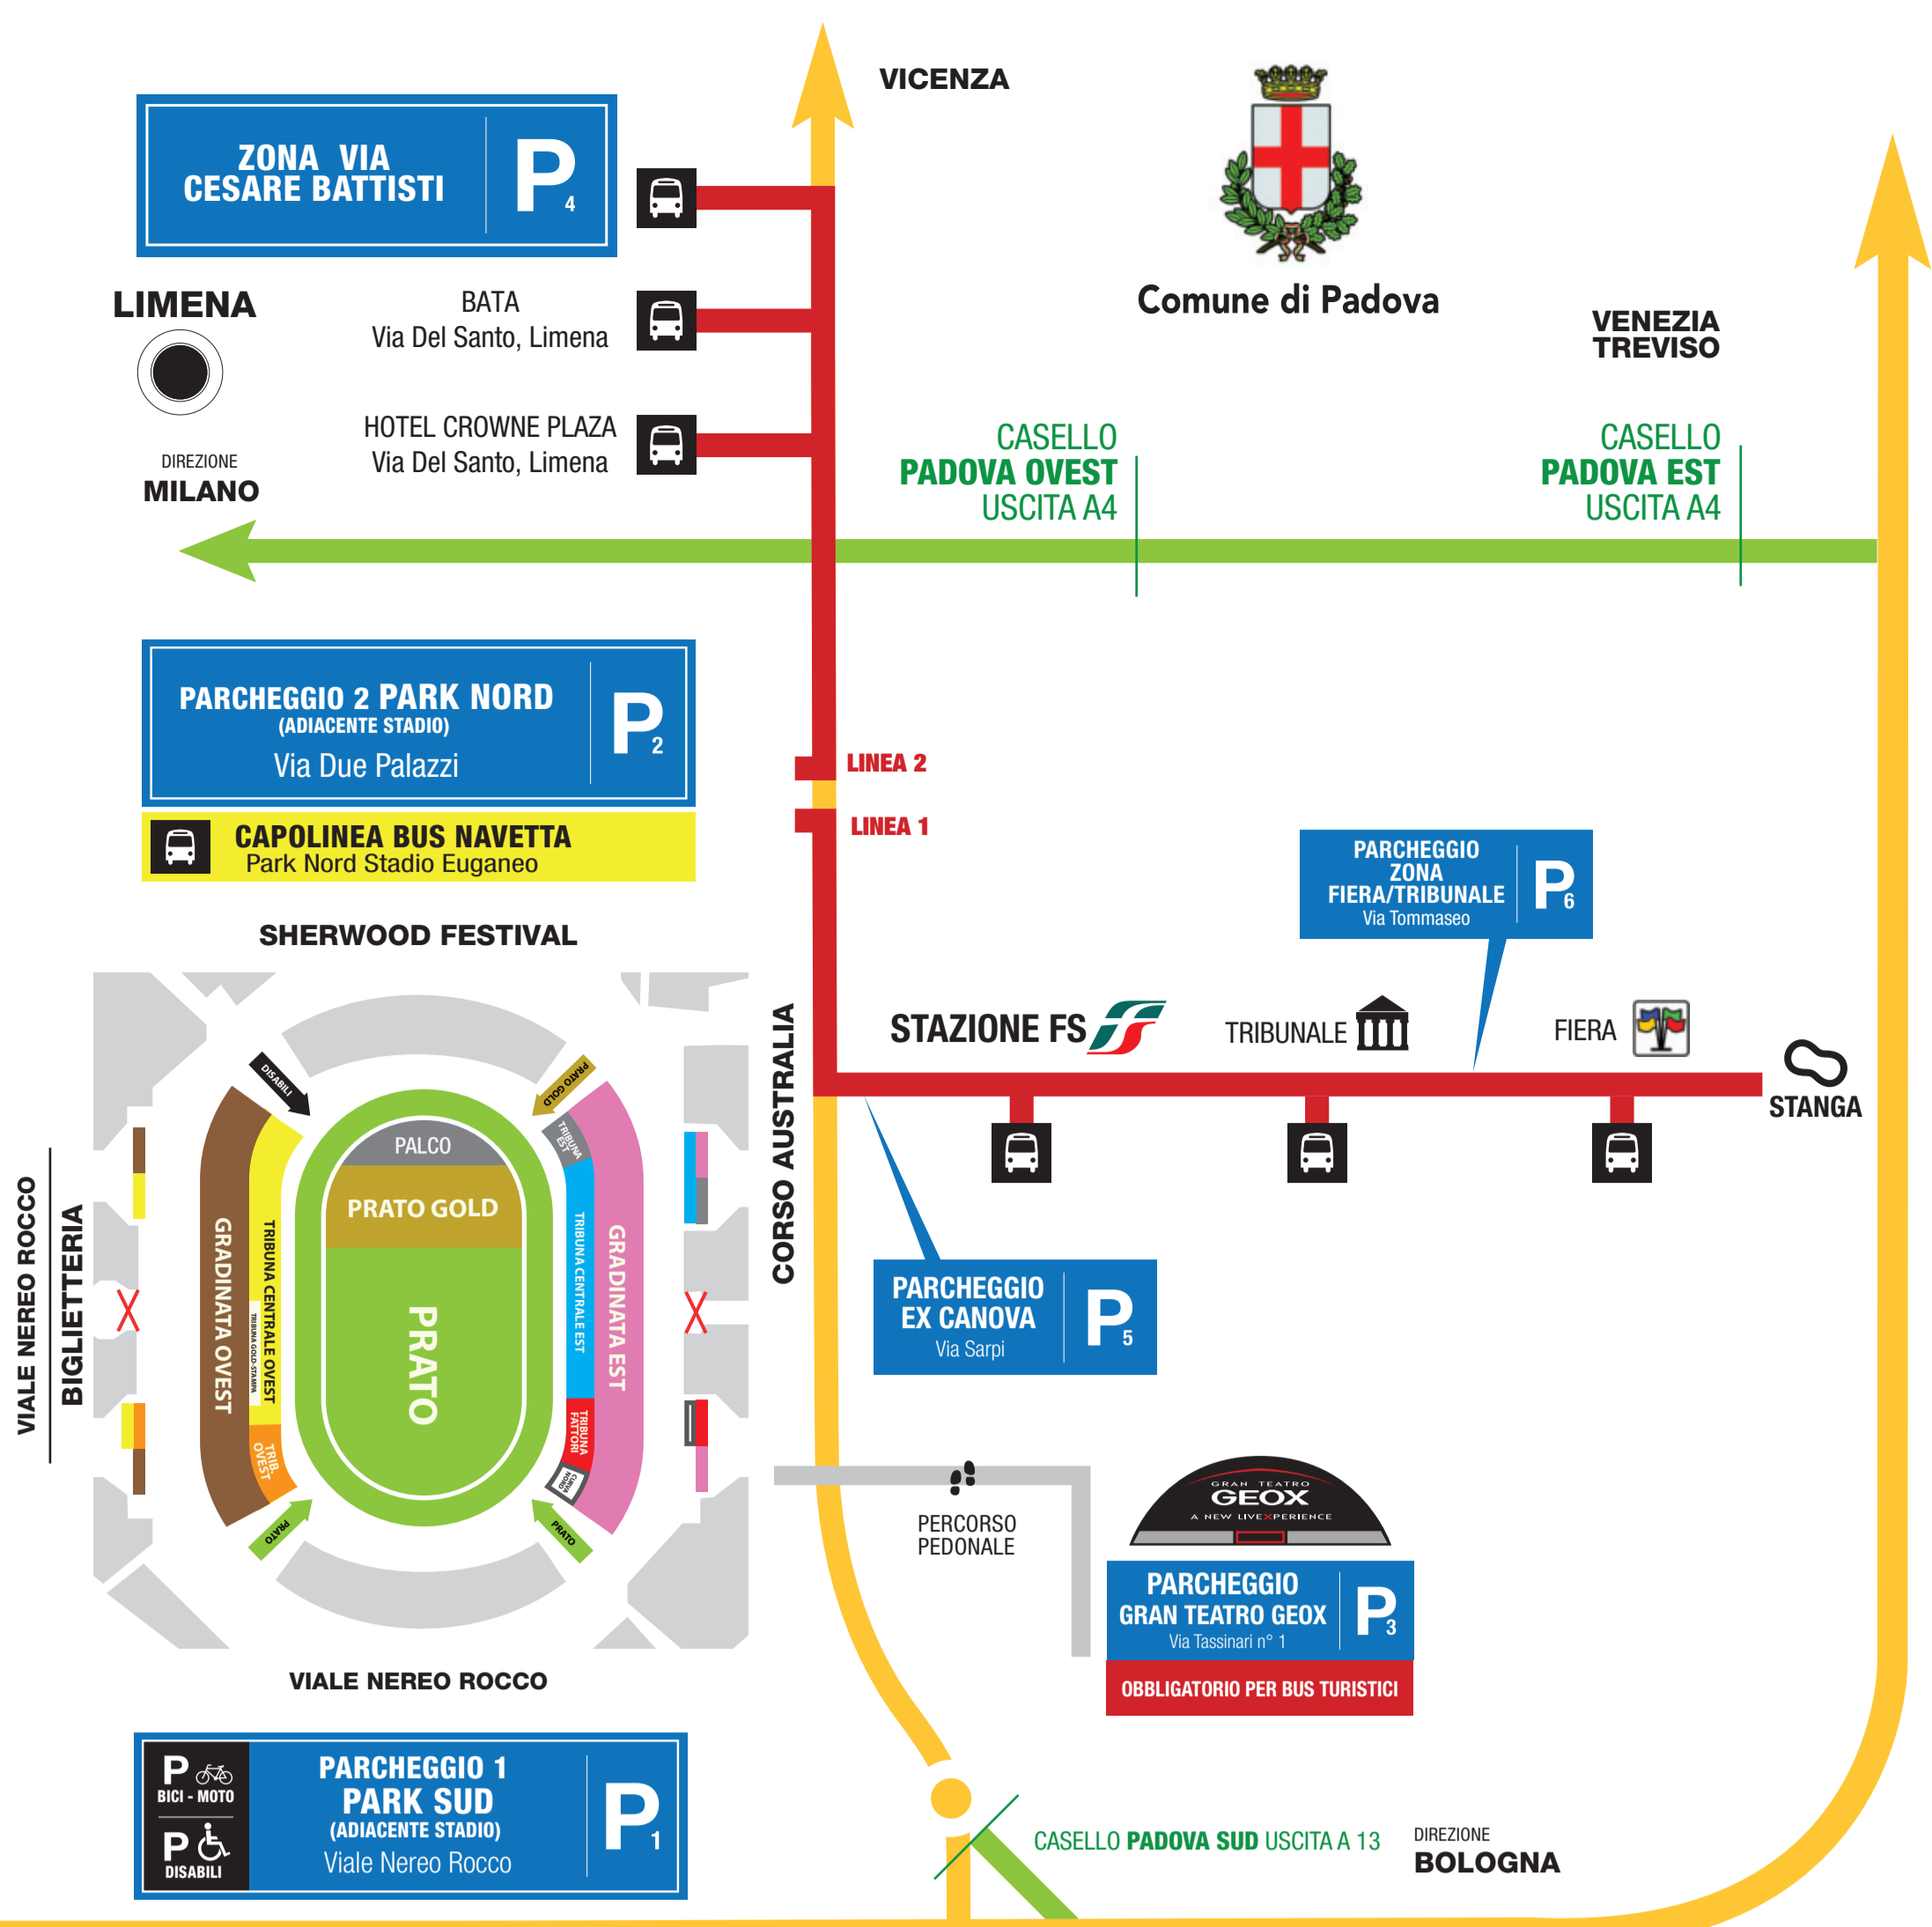 VICENZA
ZONA VIA
CESARE BATTISTI
P4
LIMENA
BATA
Via Del Santo, Limena
Comune di Padova
VENEZIA
TREVISO
HOTEL CROWNE PLAZA
Via Del Santo, Limena
DIREZIONE
MILANO
CASELLO
PADOVA OVEST
USCITA A4
CASELLO
PADOVA EST
USCITA A4
PARCHEGGIO 2 PARK NORD
(ADIACENTE STADIO)
Via Due Palazzi
P2
LINEA 2
LINEA 1
CAPOLINEA BUS NAVETTA
Park Nord Stadio Euganeo
PARCHEGGIO
ZONA
FIERA/TRIBUNALE
Via Tommaseo
P6
SHERWOOD FESTIVAL
STAZIONE FS
TRIBUNALE
FIERA
STANGA
CORSO AUSTRALIA
DISABILI
PRATO GOLD
TRIBUNA
EST
PALCO
PRATO GOLD
PRATO
GRADINATA OVEST
TRIBUNA CENTRALE OVEST
TRIBUNA GOLD-STAMPA
TRIB.
OVEST
TRIBUNA CENTRALE EST
GRADINATA EST
TRIBUNA
FATTORI
CURVA
NORD
PRATO
PRATO
VIALE NEREO ROCCO
BIGLIETTERIA
PARCHEGGIO
EX CANOVA
Via Sarpi
P5
PERCORSO
PEDONALE
GRAN TEATRO
GEOX
A NEW LIVEXPERIENCE
PARCHEGGIO
GRAN TEATRO GEOX
Via Tassinari n° 1
P3
OBBLIGATORIO PER BUS TURISTICI
VIALE NEREO ROCCO
P
BICI - MOTO
P
DISABILI
PARCHEGGIO 1
PARK SUD
(ADIACENTE STADIO)
Viale Nereo Rocco
P1
CASELLO PADOVA SUD USCITA A 13
DIREZIONE
BOLOGNA